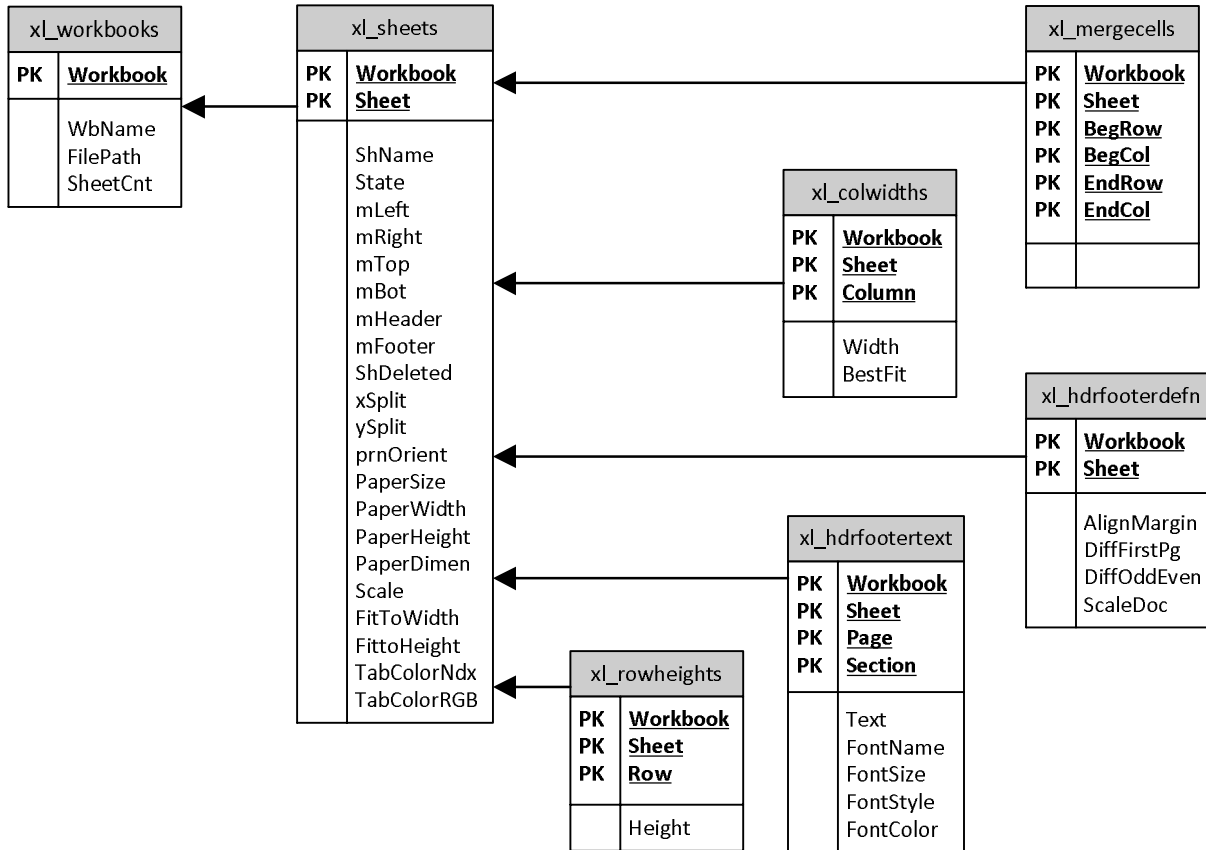 xl_workbooks
PK Workbook
WbName
FilePath
SheetCnt
xl_sheets
PK Workbook
PK Sheet
ShName
State
mLeft
mRight
mTop
mBot
mHeader
mFooter
ShDeleted
xSplit
ySplit
prnOrient
PaperSize
PaperWidth
PaperHeight
PaperDimen
Scale
FitToWidth
FittoHeight
TabColorNdx
TabColorRGB
xl_mergecells
PK Workbook
PK Sheet
PK BegRow
PK BegCol
PK EndRow
PK EndCol
xl_colwidths
PK Workbook
PK Sheet
PK Column
Width
BestFit
xl_hdrfooterdefn
PK Workbook
PK Sheet
AlignMargin
DiffFirstPg
DiffOddEven
ScaleDoc
xl_hdrfootertext
PK Workbook
PK Sheet
PK Page
PK Section
Text
FontName
FontSize
FontStyle
FontColor
xl_rowheights
PK Workbook
PK Sheet
PK Row
Height